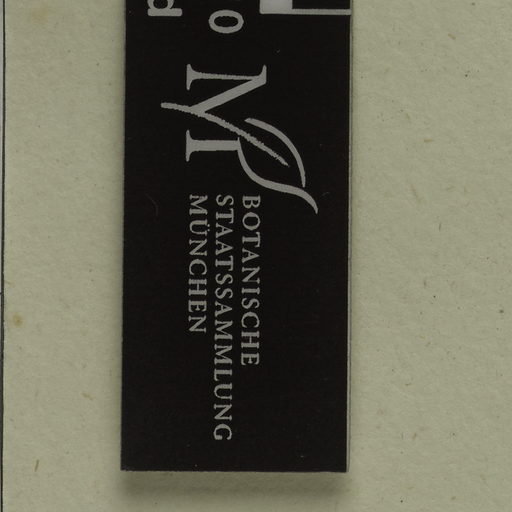 M
BOTANISCHE
STAATSSAMMLUNG
MÜNCHEN